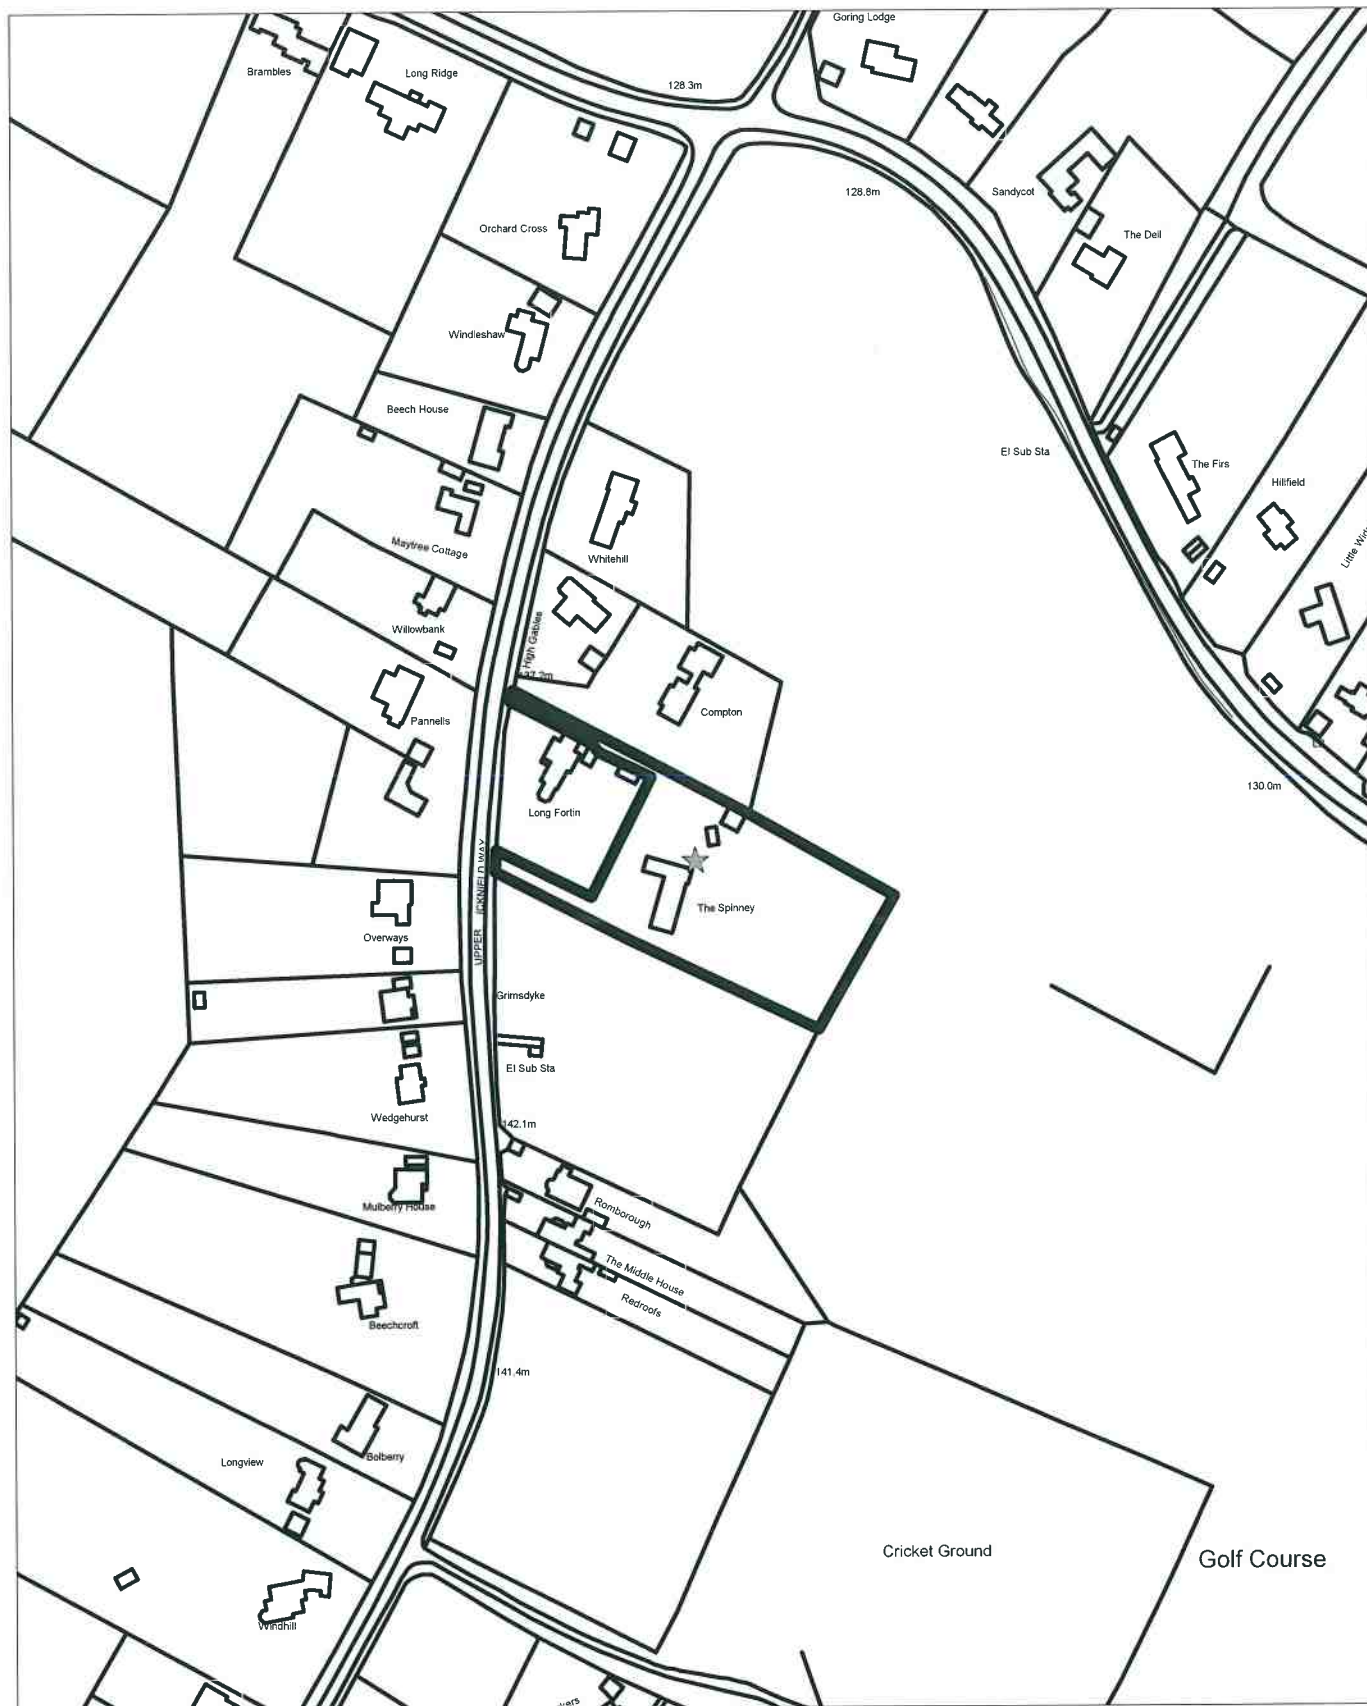 Goring Lodge
Brambles
Long Ridge
128.3m
Sandycot
128.8m
Orchard Cross
The Dell
Windleshaw
Beech House
El Sub Sta
The Firs
Hillfield
Maytree Cottage
Whitehill
Willowbank
High Gables
137.2m
Compton
Pannells
130.0m
Long Fortin
UPPER ICKNIELD WAY
The Spinney
Overways
Grimsdyke
El Sub Sta
Wedgehurst
142.1m
Mulberry House
Romborough
The Middle House
Redroofs
Beechcroft
141.4m
Bolberry
Longview
Cricket Ground
Golf Course
Windhill